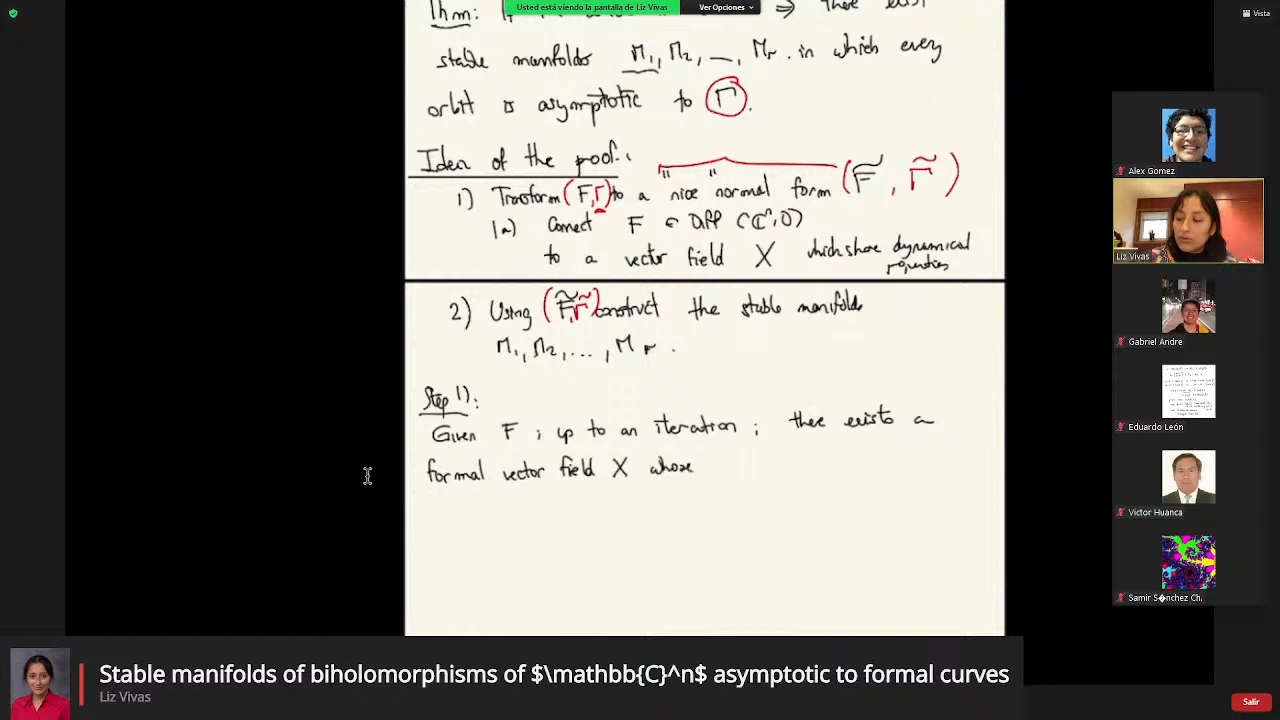 Usted está viendo la pantalla de Liz Vivas
Ver Opciones
Vista
Thm: ⇒ there exist
stable manifolds M1, M2, ..., Mr. in which every
orbit is asymptotic to Γ.
Idea of the proof:
1) Transform (F, Γ) to a nice normal form (F̃, Γ̃)
1a) Connect F ∈ Diff (ℂⁿ, 0)
to a vector field X which share dynamical
properties
2) Using (F̃, Γ̃) construct the stable manifolds
M1, M2, ..., Mr.
Step 1):
Given F; up to an iteration; there exists a
formal vector field X whose
Alex Gomez
Liz Vivas
Gabriel Andre
Eduardo León
Victor Huanca
Samir S�nchez Ch.
Stable manifolds of biholomorphisms of $\mathbb{C}^n$ asymptotic to formal curves
Liz Vivas
Salir